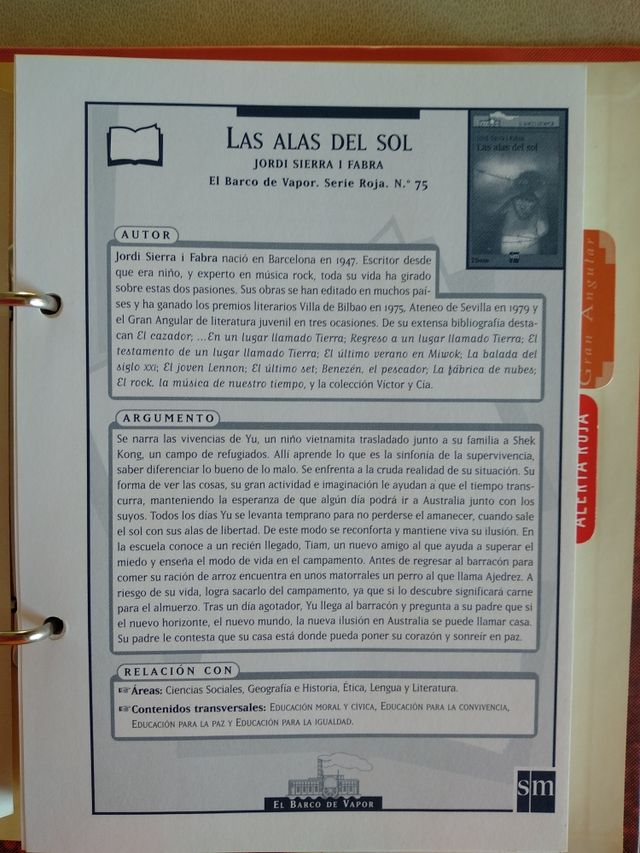 LAS ALAS DEL SOL
JORDI SIERRA I FABRA
El Barco de Vapor. Serie Roja. N.° 75
Las alas del sol
AUTOR
Jordi Sierra i Fabra nació en Barcelona en 1947. Escritor desde
que era niño, y experto en música rock, toda su vida ha girado
sobre estas dos pasiones. Sus obras se han editado en muchos paí-
ses y ha ganado los premios literarios Villa de Bilbao en 1975, Ateneo de Sevilla en 1979 y
el Gran Angular de literatura juvenil en tres ocasiones. De su extensa bibliografía desta-
can El cazador; ...En un lugar llamado Tierra; Regreso a un lugar llamado Tierra; El
testamento de un lugar llamado Tierra; El último verano en Miwok; La balada del
siglo XXI; El joven Lennon; El último set; Benezén, el pescador; La fábrica de nubes;
El rock, la música de nuestro tiempo, y la colección Víctor y Cía.
ARGUMENTO
Se narra las vivencias de Yu, un niño vietnamita trasladado junto a su familia a Shek
Kong, un campo de refugiados. Allí aprende lo que es la sinfonía de la supervivencia,
saber diferenciar lo bueno de lo malo. Se enfrenta a la cruda realidad de su situación. Su
forma de ver las cosas, su gran actividad e imaginación le ayudan a que el tiempo trans-
curra, manteniendo la esperanza de que algún día podrá ir a Australia junto con los
suyos. Todos los días Yu se levanta temprano para no perderse el amanecer, cuando sale
el sol con sus alas de libertad. De este modo se reconforta y mantiene viva su ilusión. En
la escuela conoce a un recién llegado, Tiam, un nuevo amigo al que ayuda a superar el
miedo y enseña el modo de vida en el campamento. Antes de regresar al barracón para
comer su ración de arroz encuentra en unos matorrales un perro al que llama Ajedrez. A
riesgo de su vida, logra sacarlo del campamento, ya que si lo descubre significará carne
para el almuerzo. Tras un día agotador, Yu llega al barracón y pregunta a su padre que si
el nuevo horizonte, el nuevo mundo, la nueva ilusión en Australia se puede llamar casa.
Su padre le contesta que su casa está donde pueda poner su corazón y sonreír en paz.
RELACIÓN CON
Áreas: Ciencias Sociales, Geografía e Historia, Ética, Lengua y Literatura.
Contenidos transversales: EDUCACIÓN MORAL Y CÍVICA, EDUCACIÓN PARA LA CONVIVENCIA,
EDUCACIÓN PARA LA PAZ Y EDUCACIÓN PARA LA IGUALDAD.
EL BARCO DE VAPOR
sm
Gran Angular
ALERTA ROJA